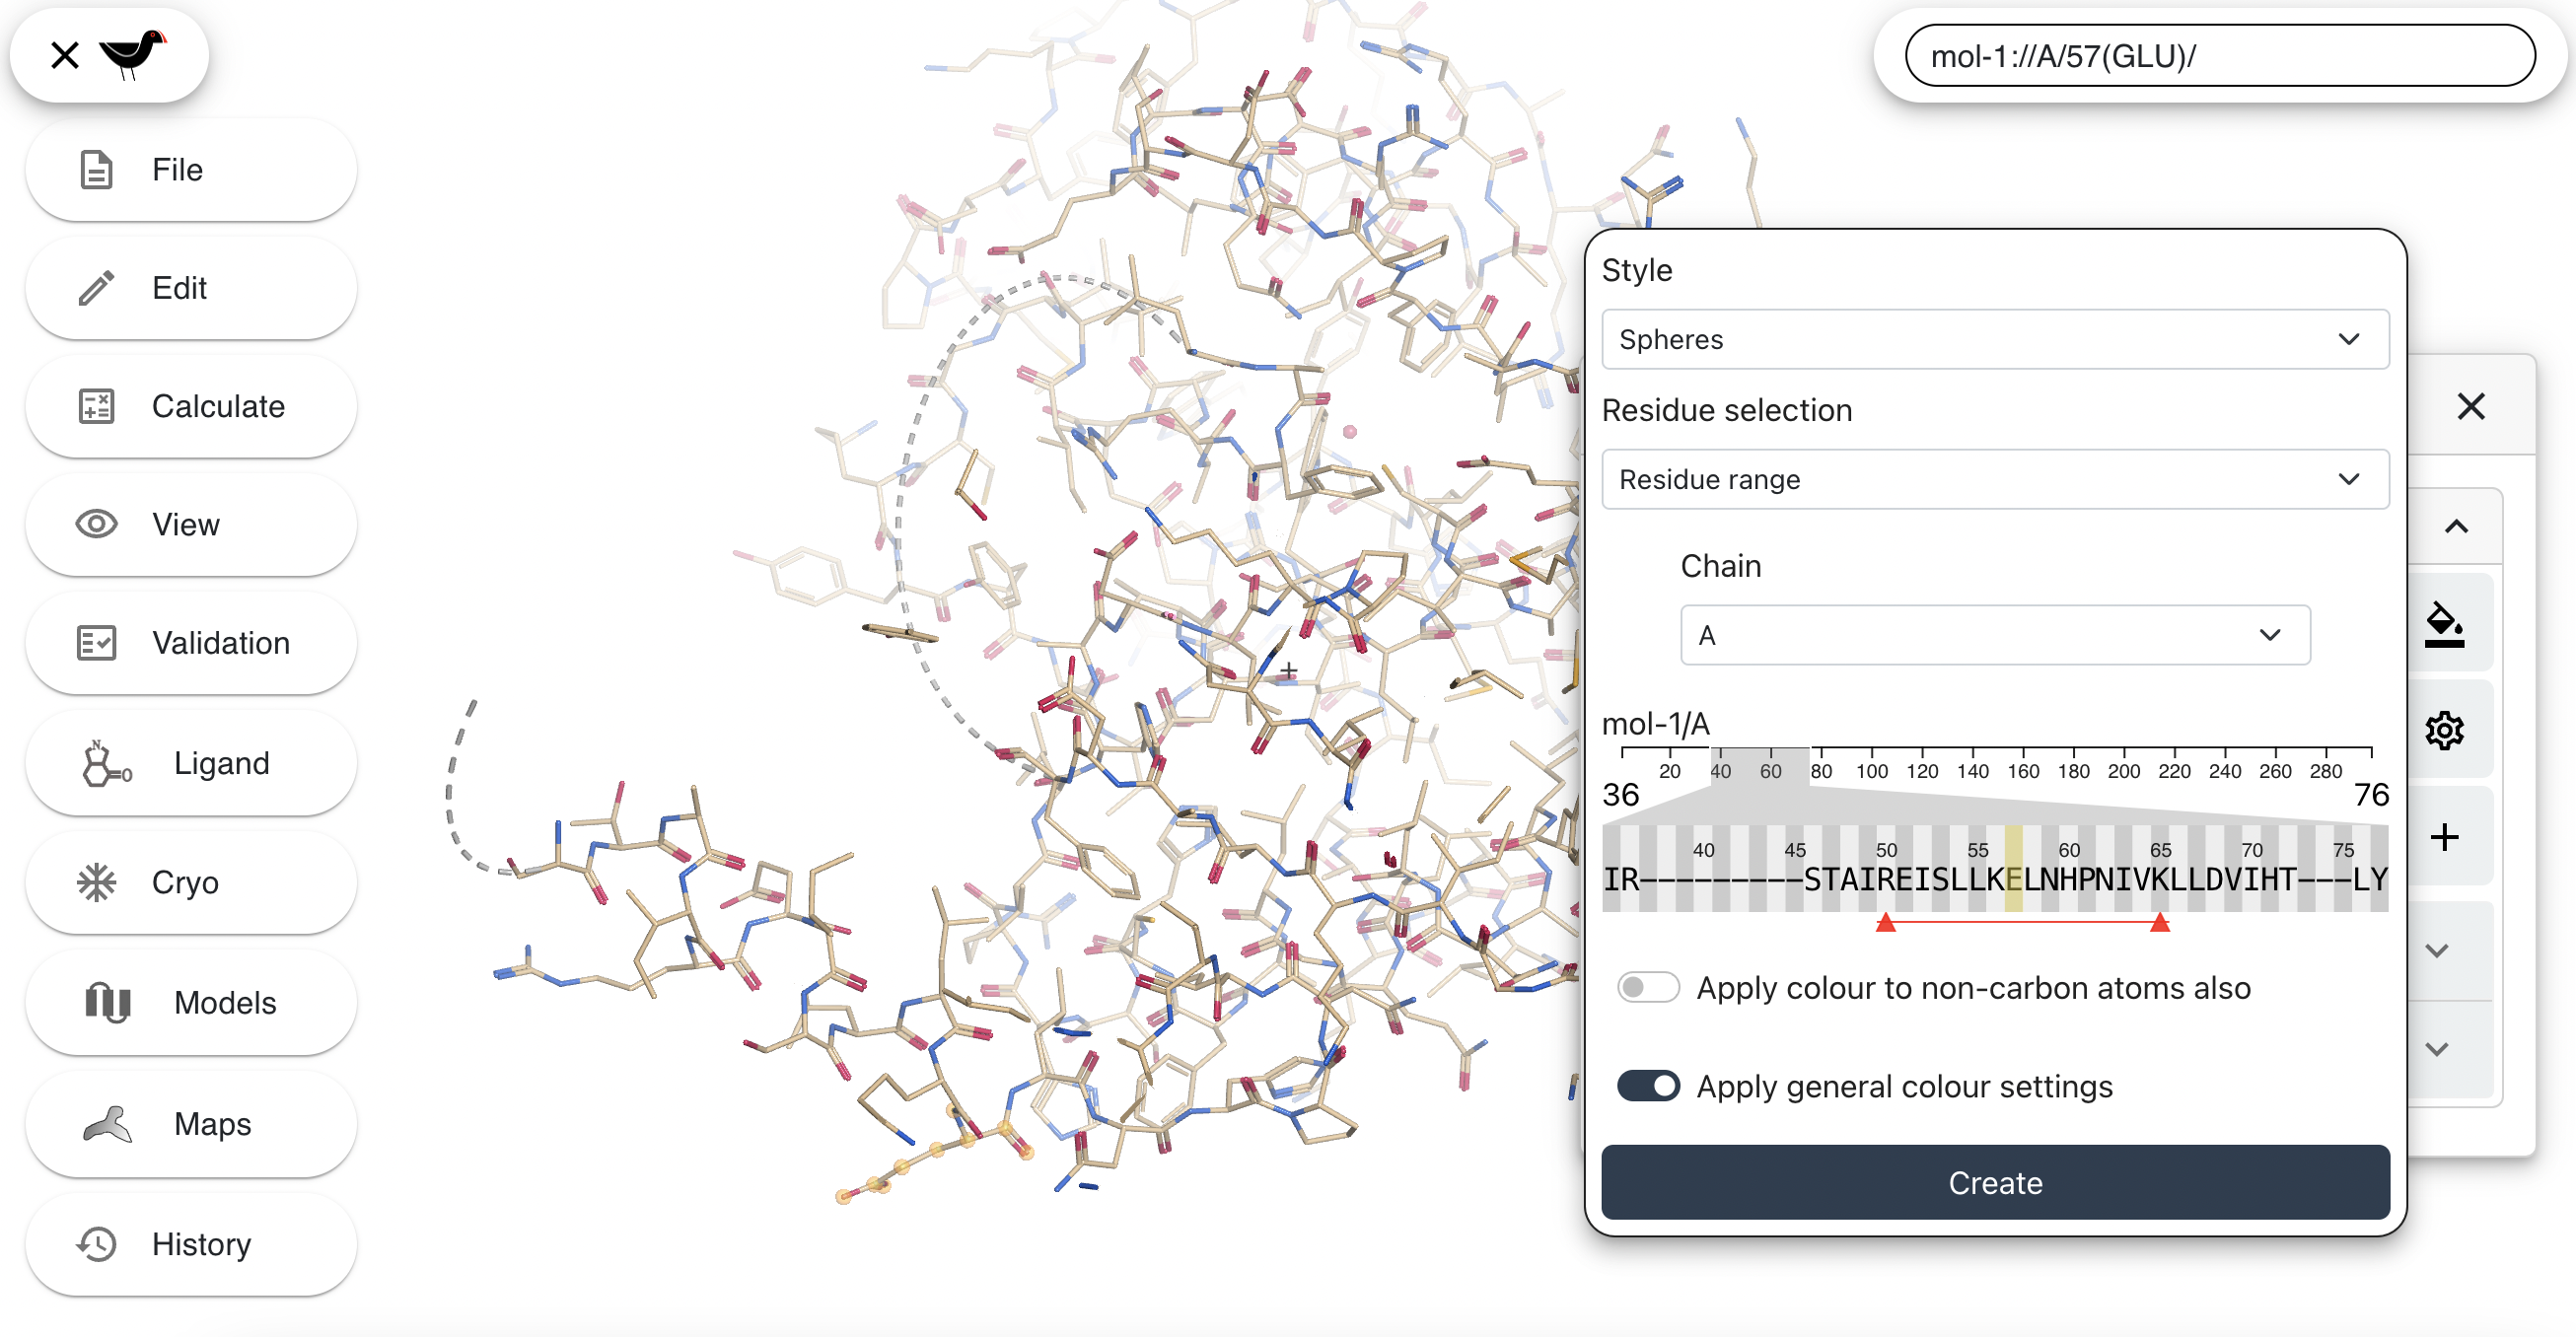 mol-1://A/57(GLU)/
File
Edit
Calculate
View
Validation
Ligand
Cryo
Models
Maps
History
Style
Spheres
Residue selection
Residue range
Chain
A
mol-1/A
20 40 60 80 100 120 140 160 180 200 220 240 260 280
36 76
40 45 50 55 60 65 70 75
IR---------STAIREISLLKELNHPNIVKLLDVIHT---LY
Apply colour to non-carbon atoms also
Apply general colour settings
Create